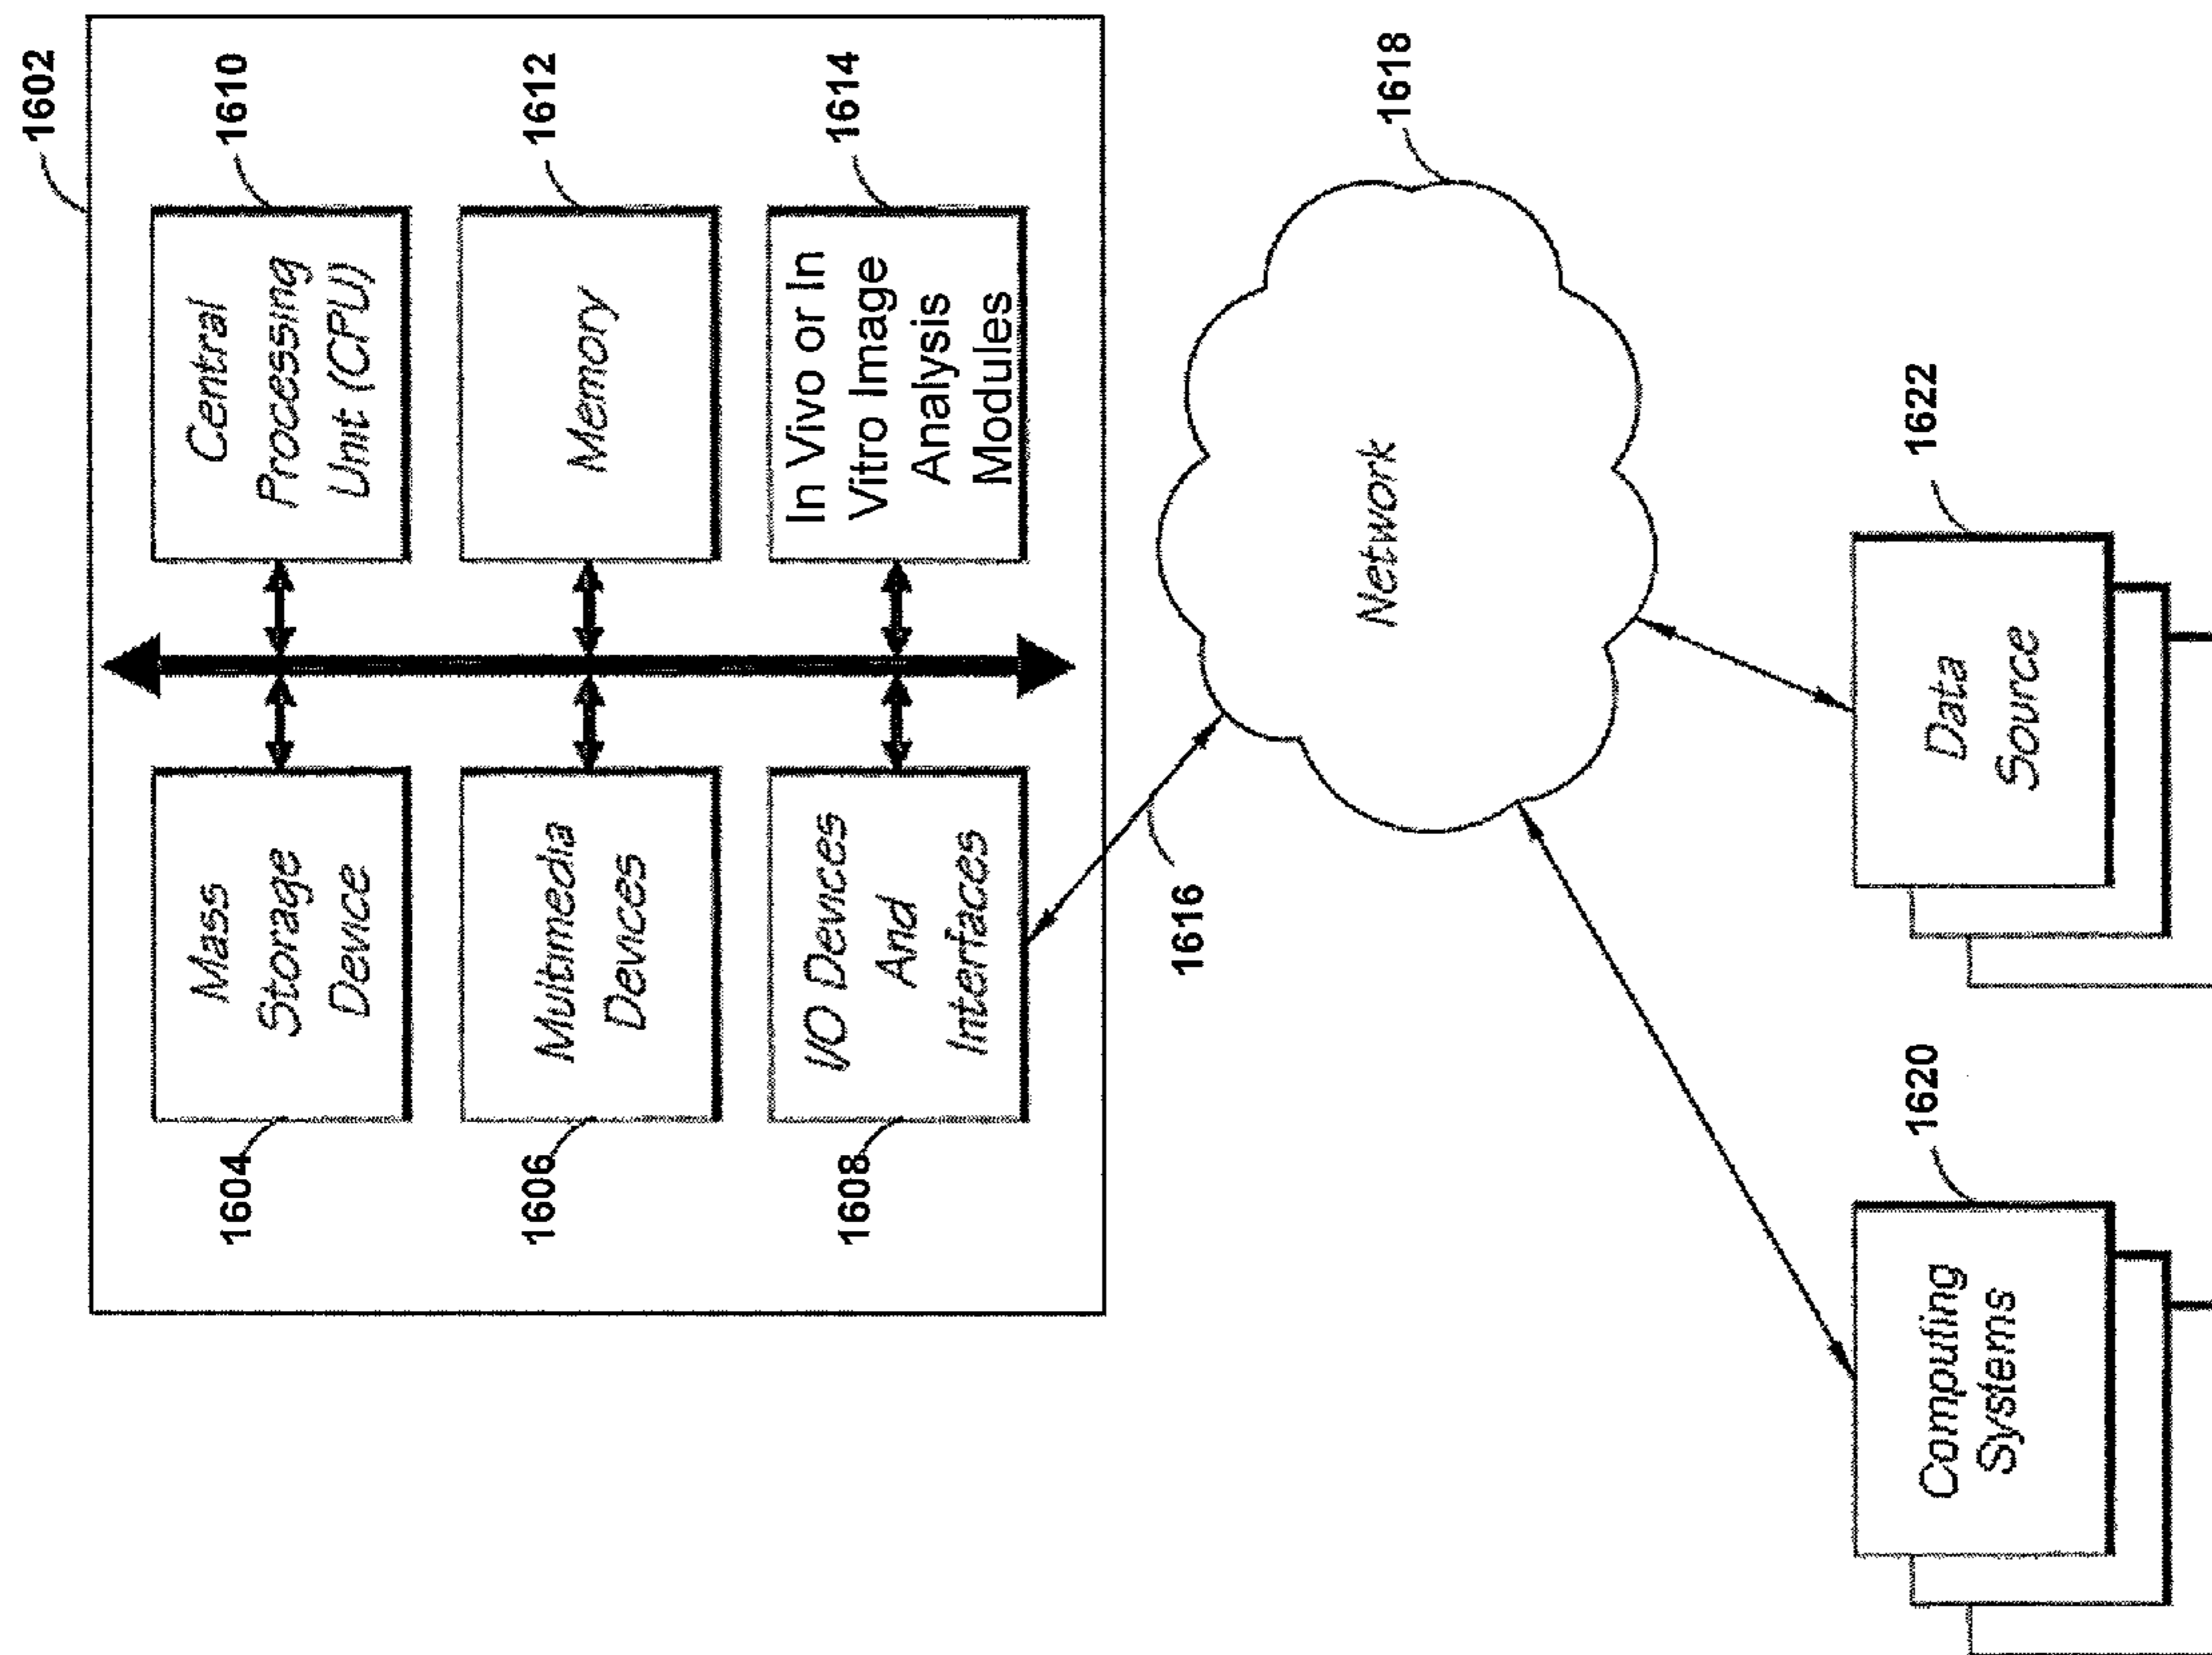 1602
1604
Mass
Storage
Device
Central
Processing
Unit (CPU)
1610
1606
Multimedia
Devices
Memory
1612
1608
I/O Devices
And
Interfaces
In Vivo or In
Vitro Image
Analysis
Modules
1614
1616
Network
1618
Computing
Systems
1620
Data
Source
1622